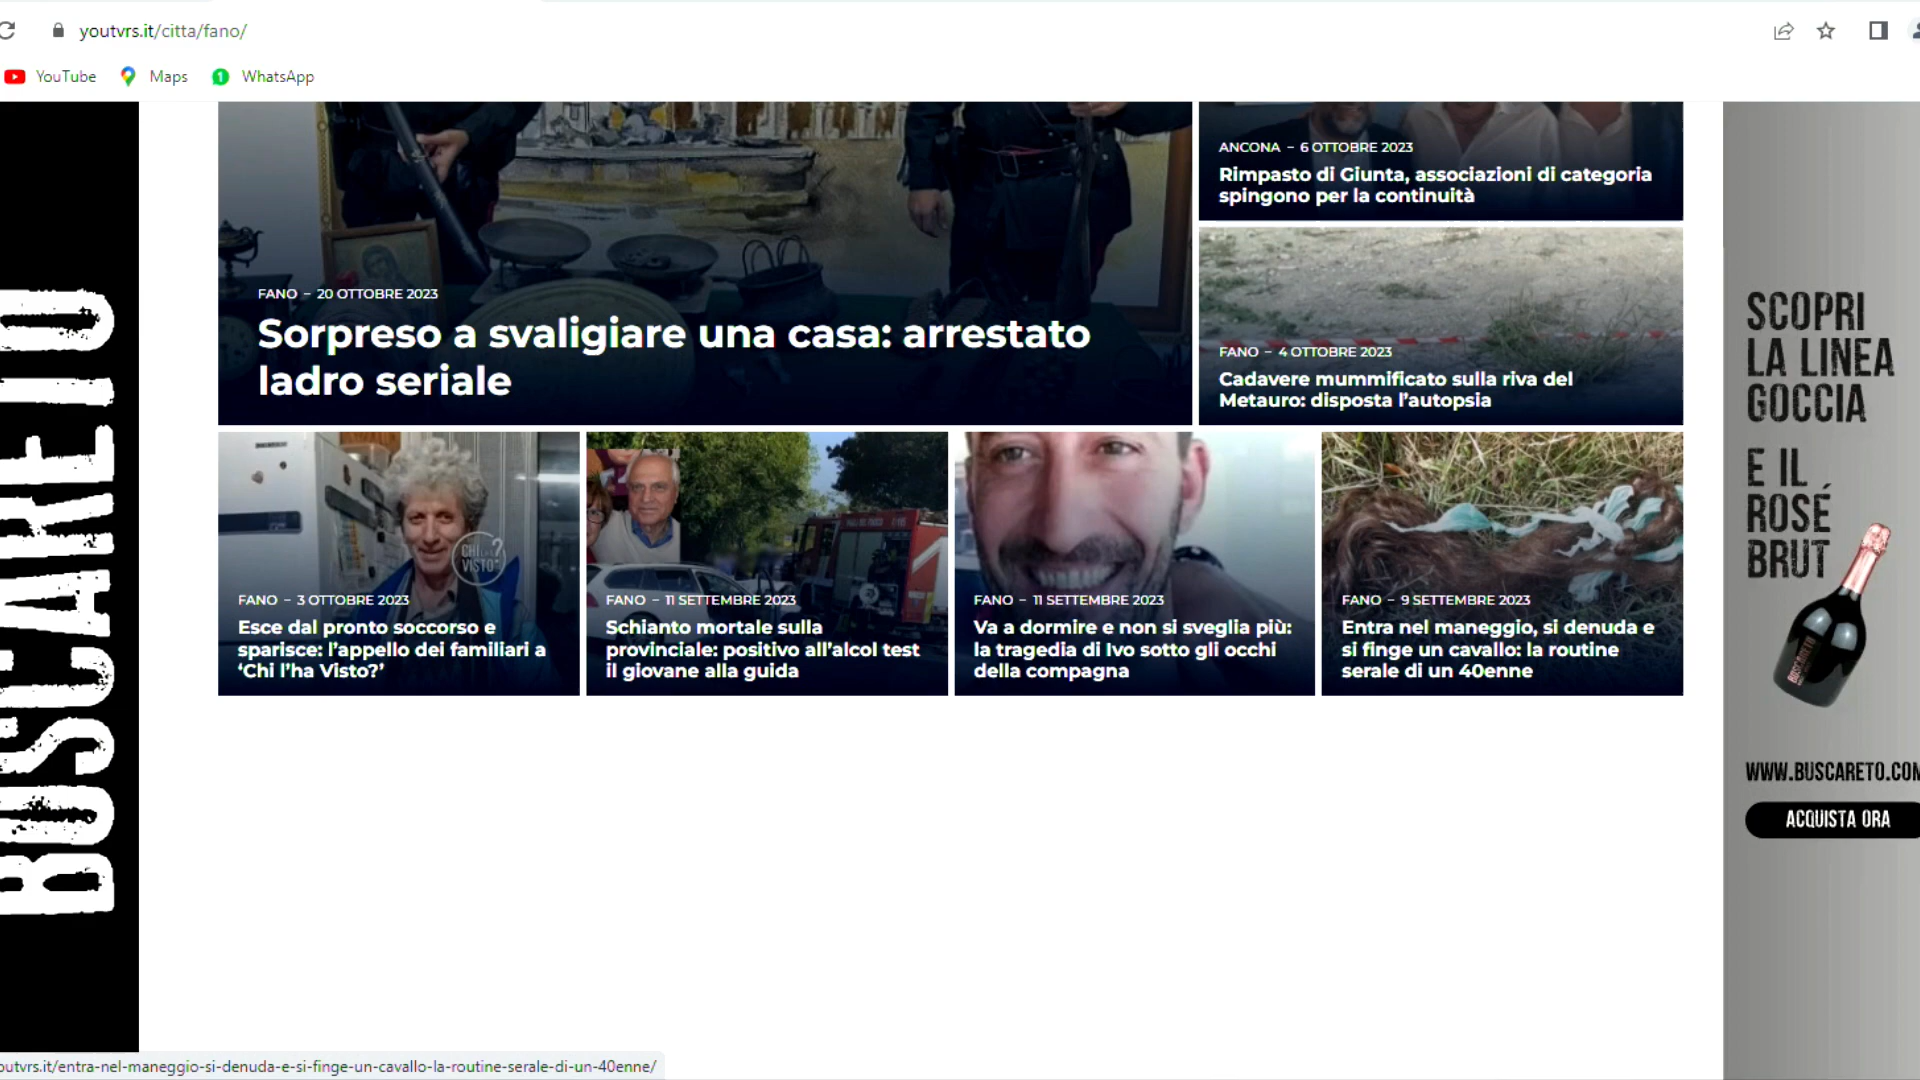 youtvrs.it/citta/fano/
YouTube
Maps
WhatsApp
BUSCARETO
FANO – 20 OTTOBRE 2023
Sorpreso a svaligiare una casa: arrestato
ladro seriale
ANCONA – 6 OTTOBRE 2023
Rimpasto di Giunta, associazioni di categoria
spingono per la continuità
FANO – 4 OTTOBRE 2023
Cadavere mummificato sulla riva del
Metauro: disposta l’autopsia
CHI L'HA VISTO?
FANO – 3 OTTOBRE 2023
Esce dal pronto soccorso e
sparisce: l’appello dei familiari a
‘Chi l’ha Visto?’
FANO – 11 SETTEMBRE 2023
Schianto mortale sulla
provinciale: positivo all’alcol test
il giovane alla guida
FANO – 11 SETTEMBRE 2023
Va a dormire e non si sveglia più:
la tragedia di Ivo sotto gli occhi
della compagna
FANO – 9 SETTEMBRE 2023
Entra nel maneggio, si denuda e
si finge un cavallo: la routine
serale di un 40enne
SCOPRI
LA LINEA
GOCCIA
E IL
ROSÉ
BRUT
BUSCARETO
WWW.BUSCARETO.COM
ACQUISTA ORA
outvrs.it/entra-nel-maneggio-si-denuda-e-si-finge-un-cavallo-la-routine-serale-di-un-40enne/